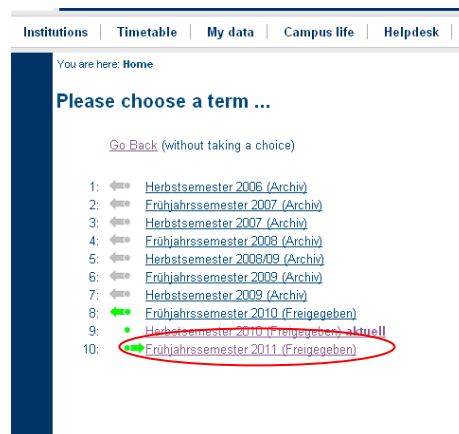 Institutions | Timetable | My data | Campus life | Helpdesk |
You are here: Home
Please choose a term ...
Go Back (without taking a choice)
1: Herbstsemester 2006 (Archiv)
2: Frühjahrssemester 2007 (Archiv)
3: Herbstsemester 2007 (Archiv)
4: Frühjahrssemester 2008 (Archiv)
5: Herbstsemester 2008/09 (Archiv)
6: Frühjahrssemester 2009 (Archiv)
7: Herbstsemester 2009 (Archiv)
8: Frühjahrssemester 2010 (Freigegeben)
9: Herbstsemester 2010 (Freigegeben) aktuell
10: Frühjahrssemester 2011 (Freigegeben)